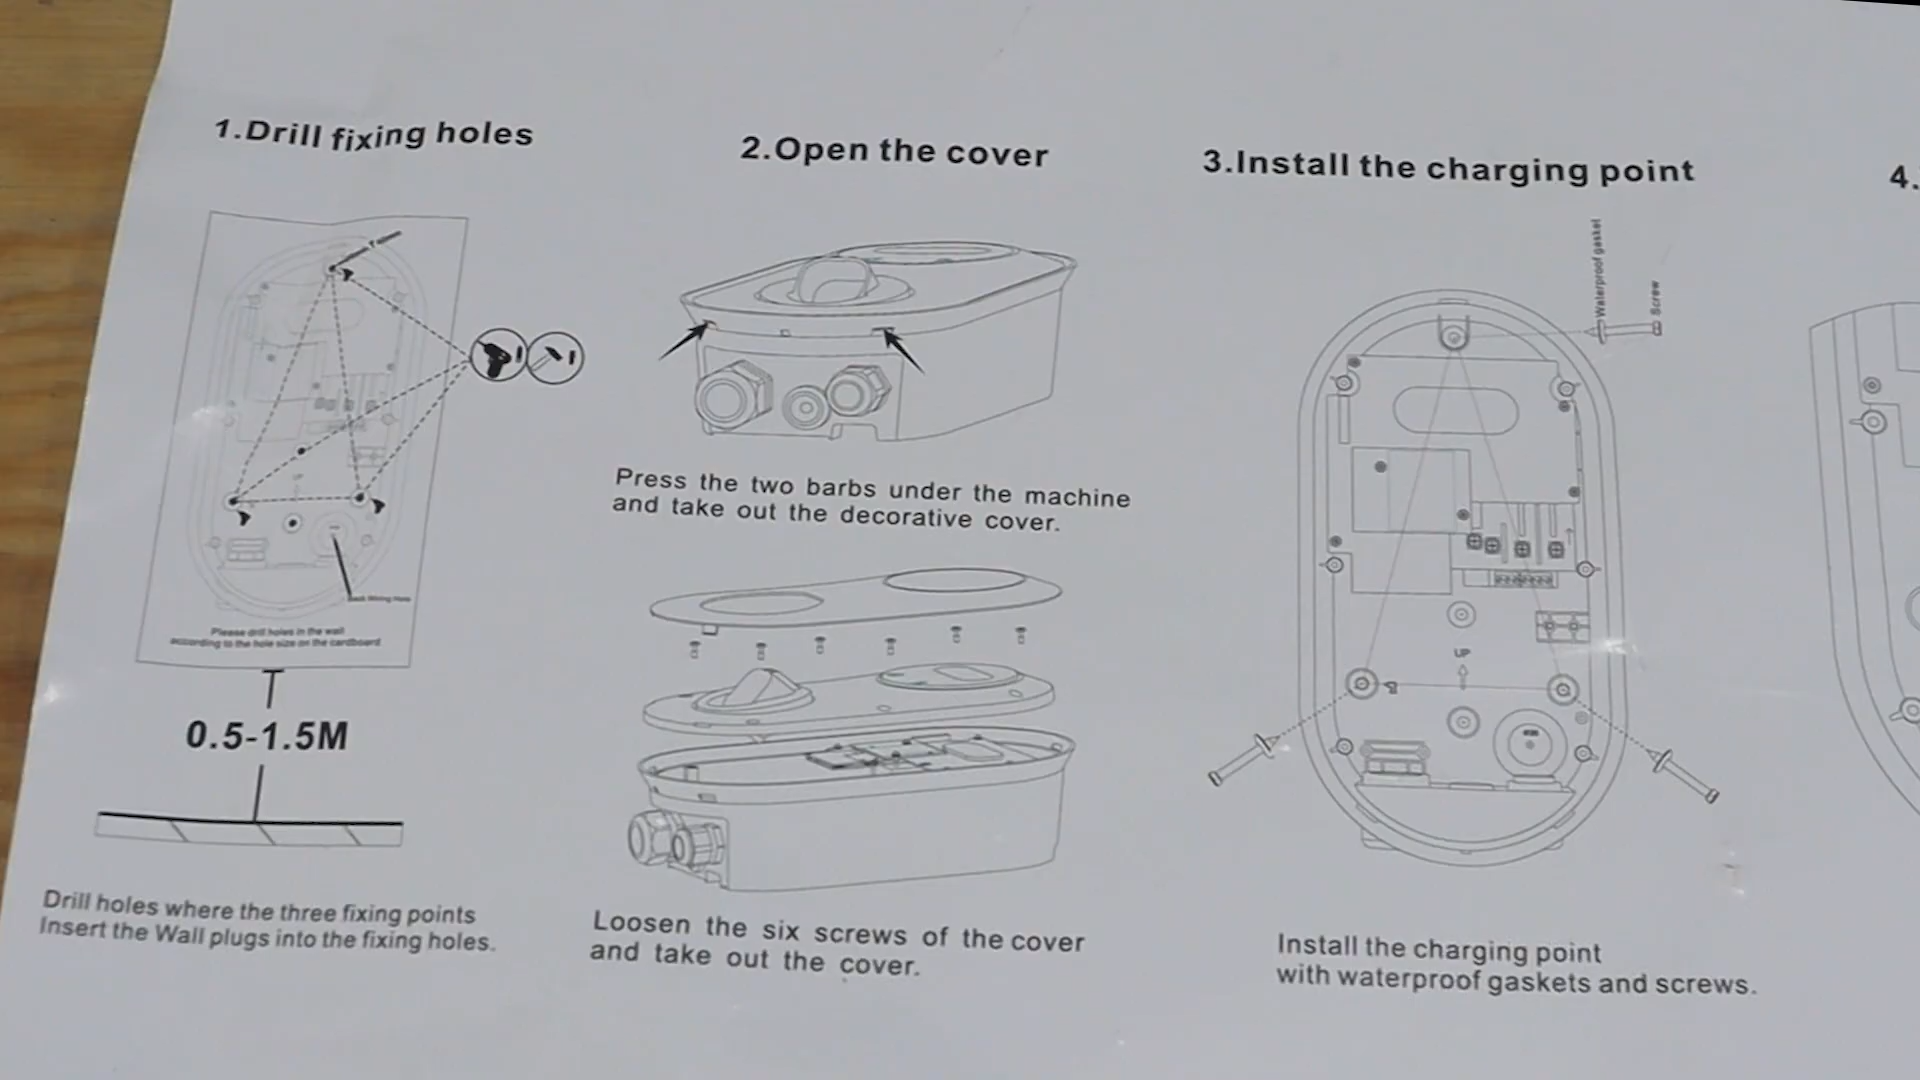 1.Drill fixing holes
Please drill holes in the wall
according to the hole size on the cardboard
0.5-1.5M
Drill holes where the three fixing points
Insert the Wall plugs into the fixing holes.
2.Open the cover
Press the two barbs under the machine
and take out the decorative cover.
Loosen the six screws of the cover
and take out the cover.
3.Install the charging point
Waterproof gasket
Screw
UP
Install the charging point
with waterproof gaskets and screws.
4.